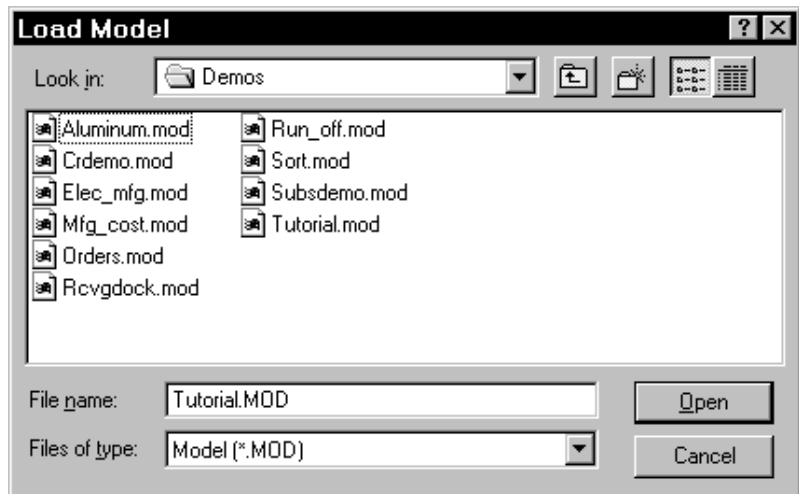 Load Model
Look in: Demos
Aluminum.mod
Crdemo.mod
Elec_mfg.mod
Mfg_cost.mod
Orders.mod
Rcvgdock.mod
Run_off.mod
Sort.mod
Subsdemo.mod
Tutorial.mod
File name: Tutorial.MOD
Open
Files of type: Model (*.MOD)
Cancel